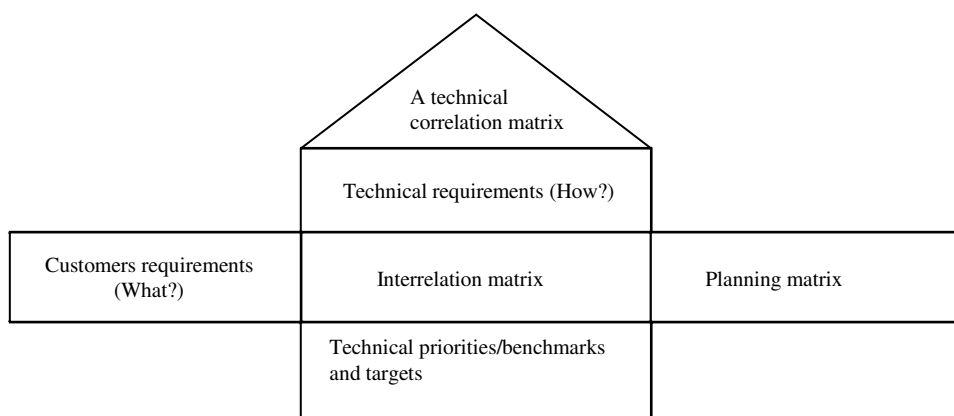 A technical
correlation matrix
Technical requirements (How?)
Customers requirements
(What?)
Interrelation matrix
Planning matrix
Technical priorities/benchmarks
and targets